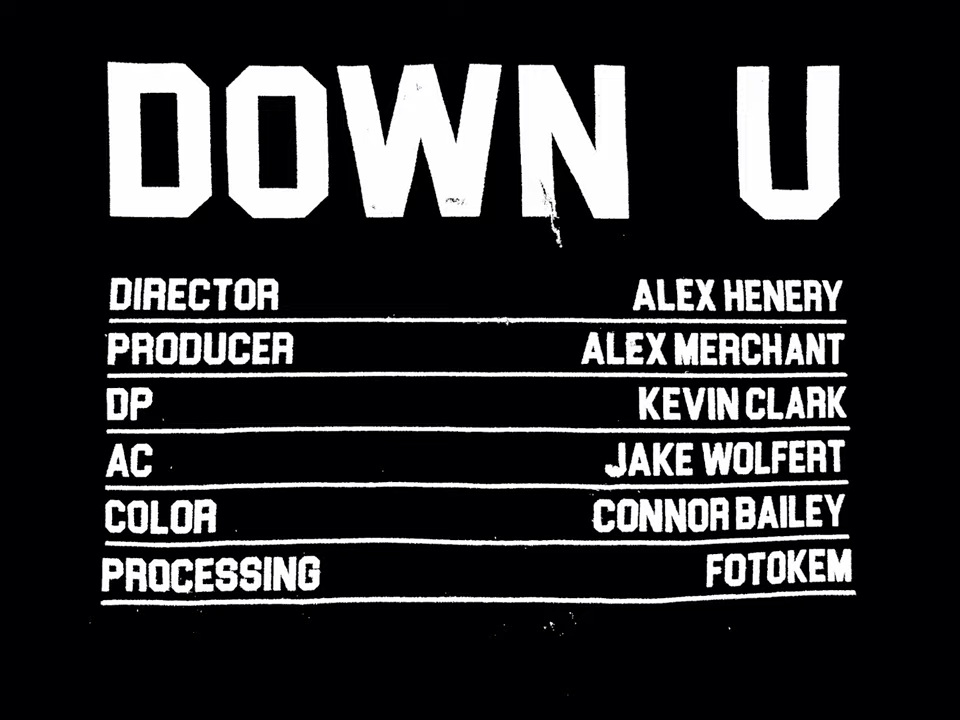 DOWN U
DIRECTOR ALEX HENERY
PRODUCER ALEX MERCHANT
DP KEVIN CLARK
AC JAKE WOLFERT
COLOR CONNOR BAILEY
PROCESSING FOTOKEM